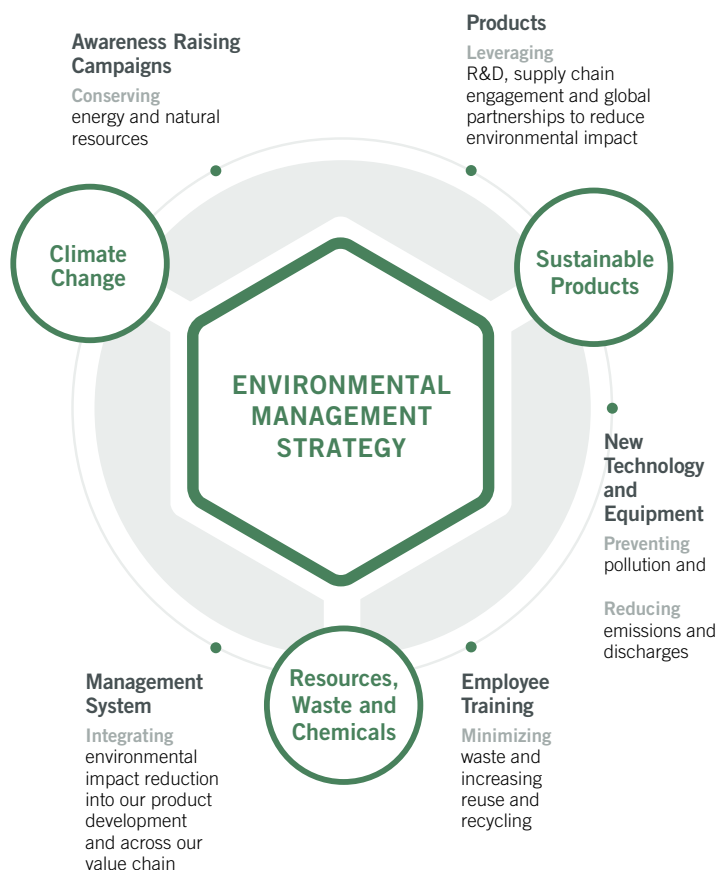 Awareness Raising
Campaigns
Conserving
energy and natural
resources
Products
Leveraging
R&D, supply chain
engagement and global
partnerships to reduce
environmental impact
Climate
Change
Sustainable
Products
ENVIRONMENTAL
MANAGEMENT
STRATEGY
New
Technology
and
Equipment
Preventing
pollution and
Reducing
emissions and
discharges
Management
System
Integrating
environmental
impact reduction
into our product
development
and across our
value chain
Resources,
Waste and
Chemicals
Employee
Training
Minimizing
waste and
increasing
reuse and
recycling